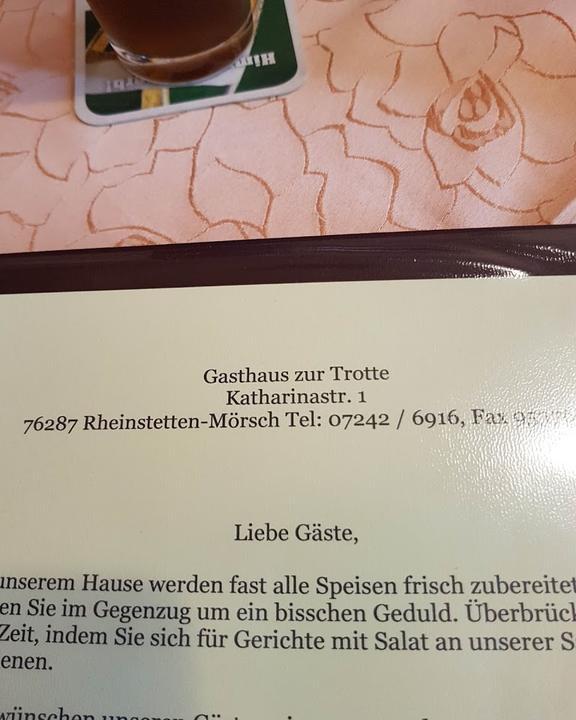 Gasthaus zur Trotte
Katharinastr. 1
76287 Rheinstetten-Mörsch Tel: 07242 / 6916, Fax
Liebe Gäste,
unserem Hause werden fast alle Speisen frisch zubereitet
en Sie im Gegenzug um ein bisschen Geduld. Überbrück
Zeit, indem Sie sich für Gerichte mit Salat an unserer S
enen.
wünschen unseren